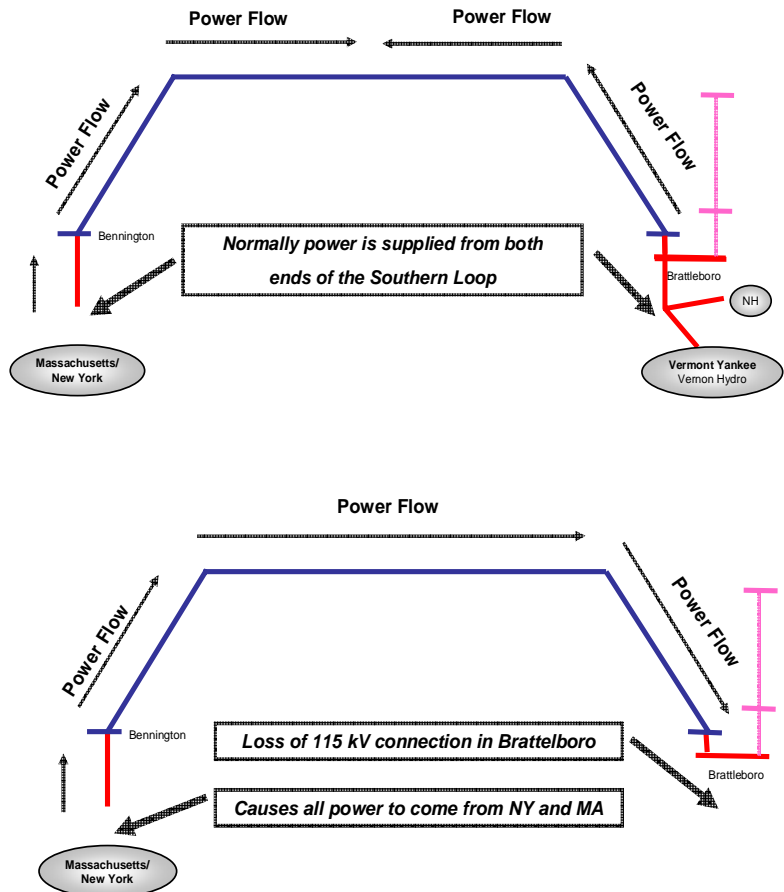 Power Flow
Power Flow
Power Flow
Power Flow
Bennington
Normally power is supplied from both
ends of the Southern Loop
Brattleboro
NH
Massachusetts/
New York
Vermont Yankee
Vernon Hydro
Power Flow
Power Flow
Power Flow
Bennington
Loss of 115 kV connection in Brattelboro
Brattleboro
Causes all power to come from NY and MA
Massachusetts/
New York